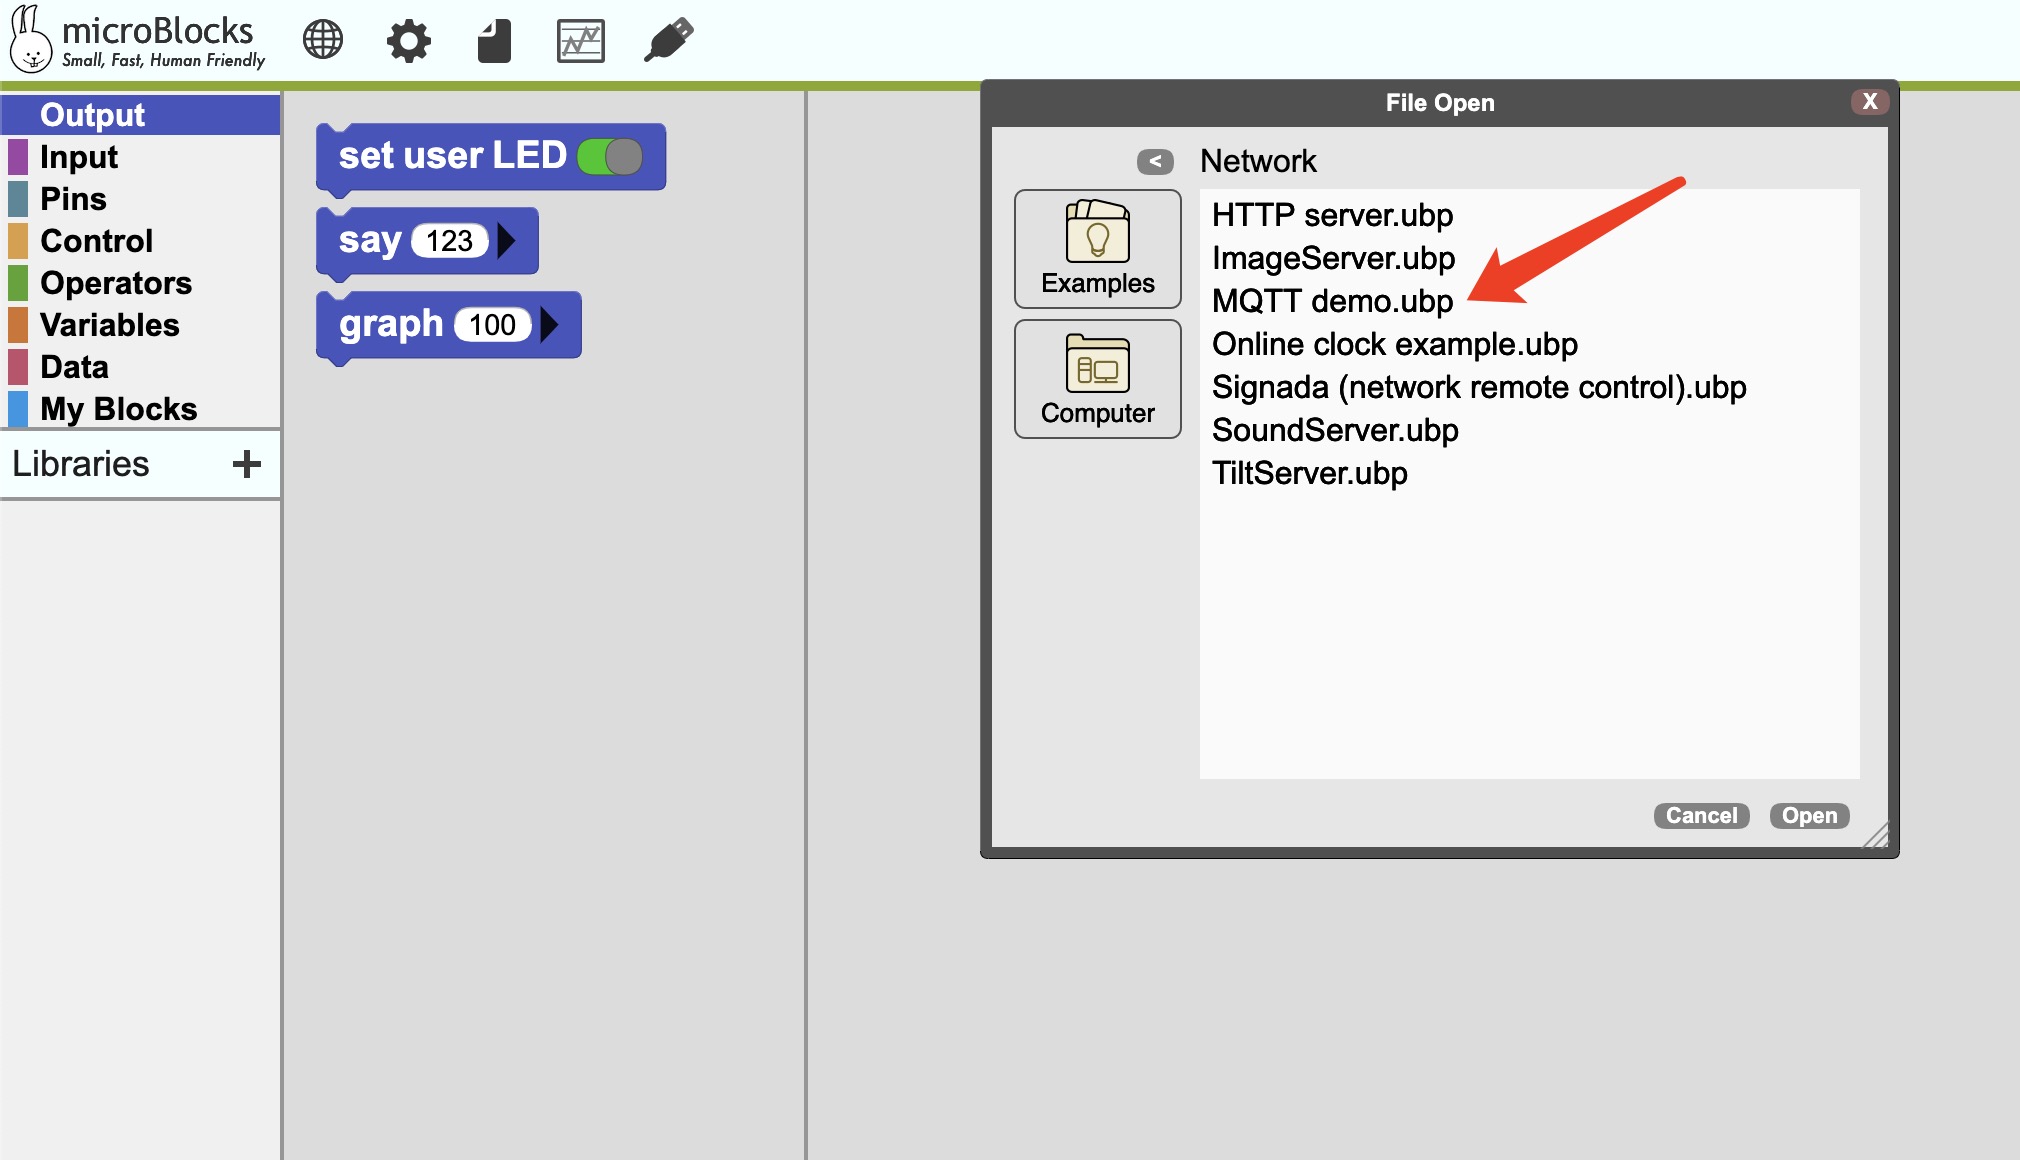 microBlocks
Small, Fast, Human Friendly
Output
Input
Pins
Control
Operators
Variables
Data
My Blocks
Libraries +
set user LED
say 123
graph 100
File Open
X
< Network
Examples
Computer
HTTP server.ubp
ImageServer.ubp
MQTT demo.ubp
Online clock example.ubp
Signada (network remote control).ubp
SoundServer.ubp
TiltServer.ubp
Cancel Open